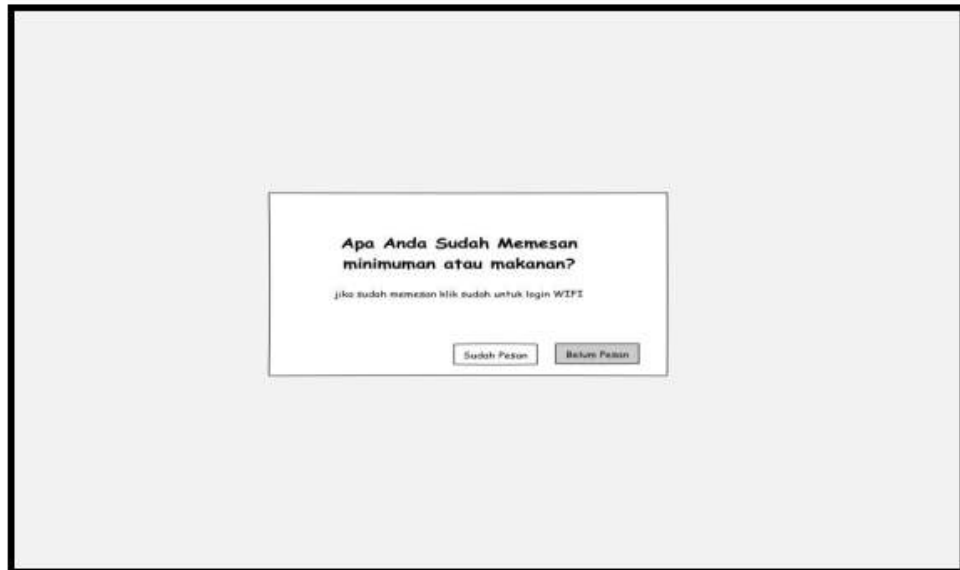 Apa Anda Sudah Memesan
minimuman atau makanan?
jika sudah memesan klik sudah untuk login WIFI
Sudah Pesan
Belum Pesan